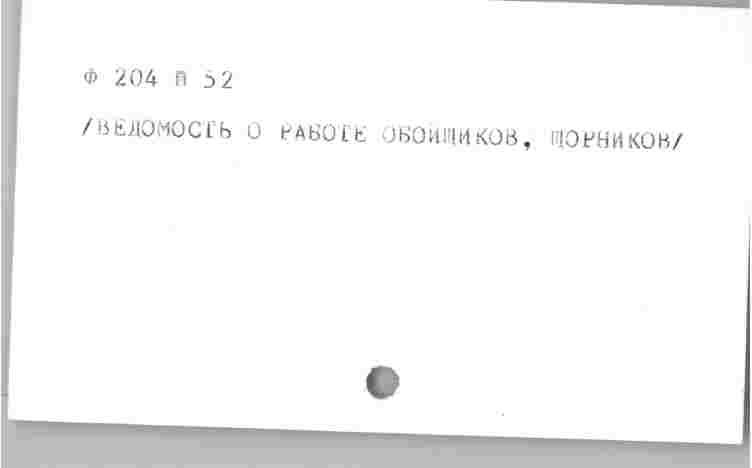 Ф 204 П 52
/ВЕДОМОСТЬ О РАБОТЕ ОБОЙЩИКОВ, ШОРНИКОВ/